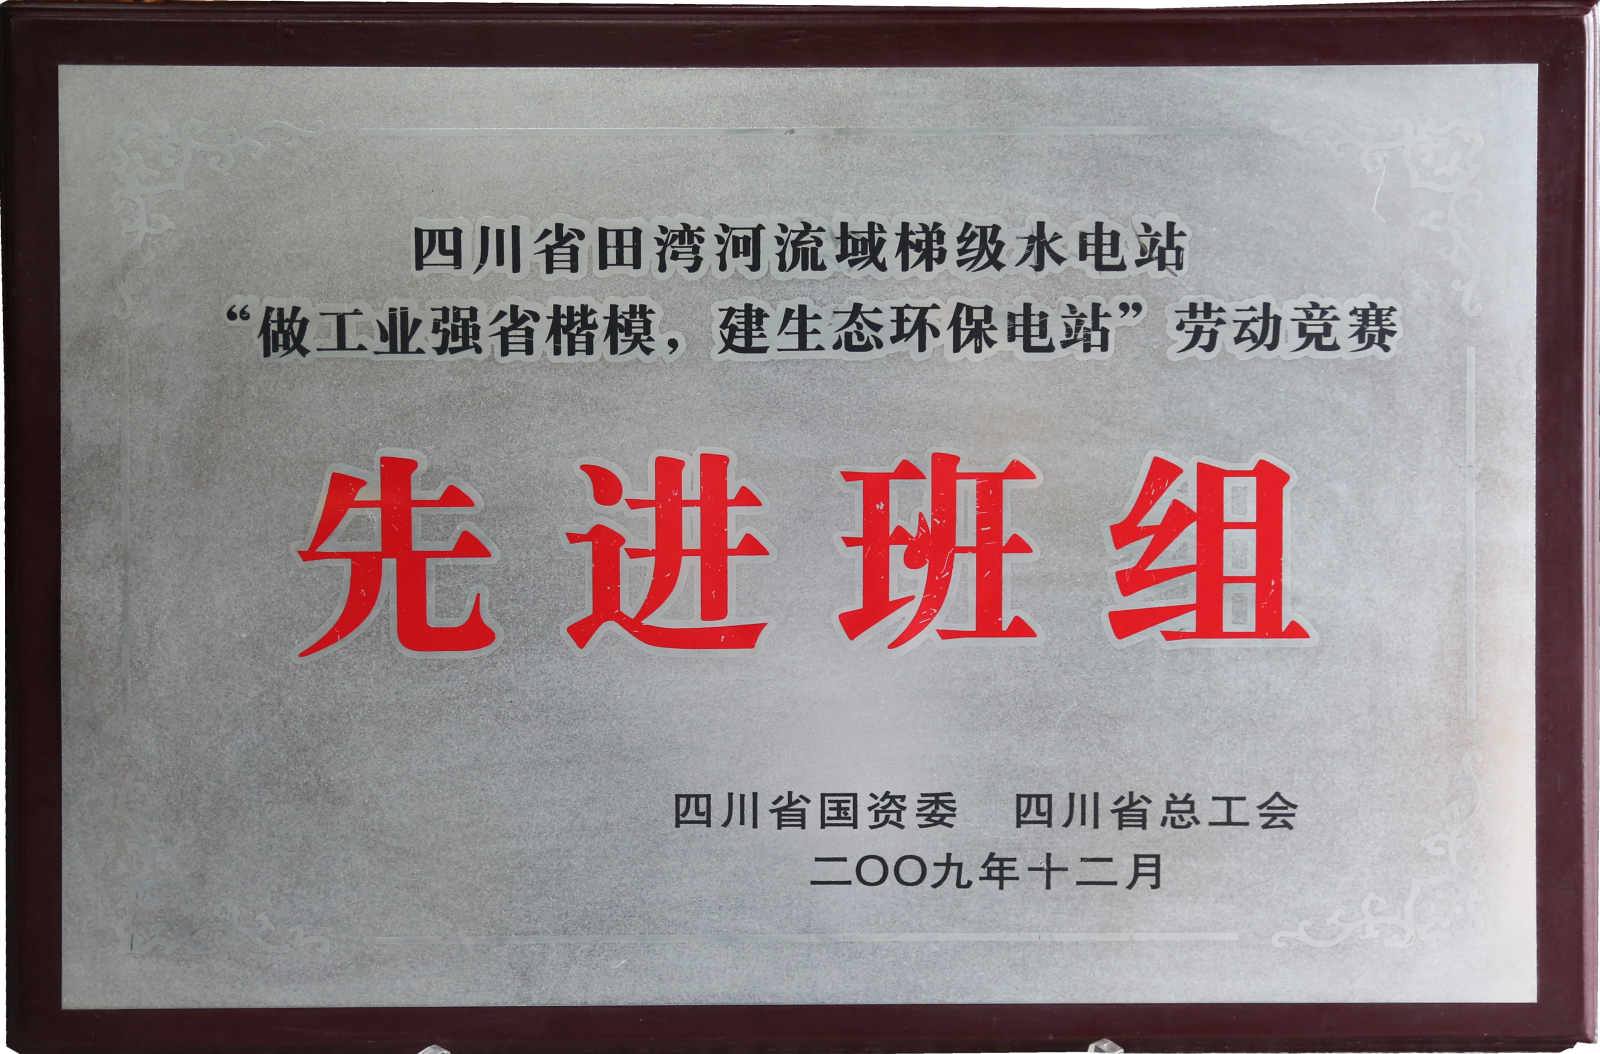 四川省田湾河流域梯级水电站
“做工业强省楷模，建生态环保电站”劳动竞赛
先进班组
四川省国资委　四川省总工会
二〇〇九年十二月